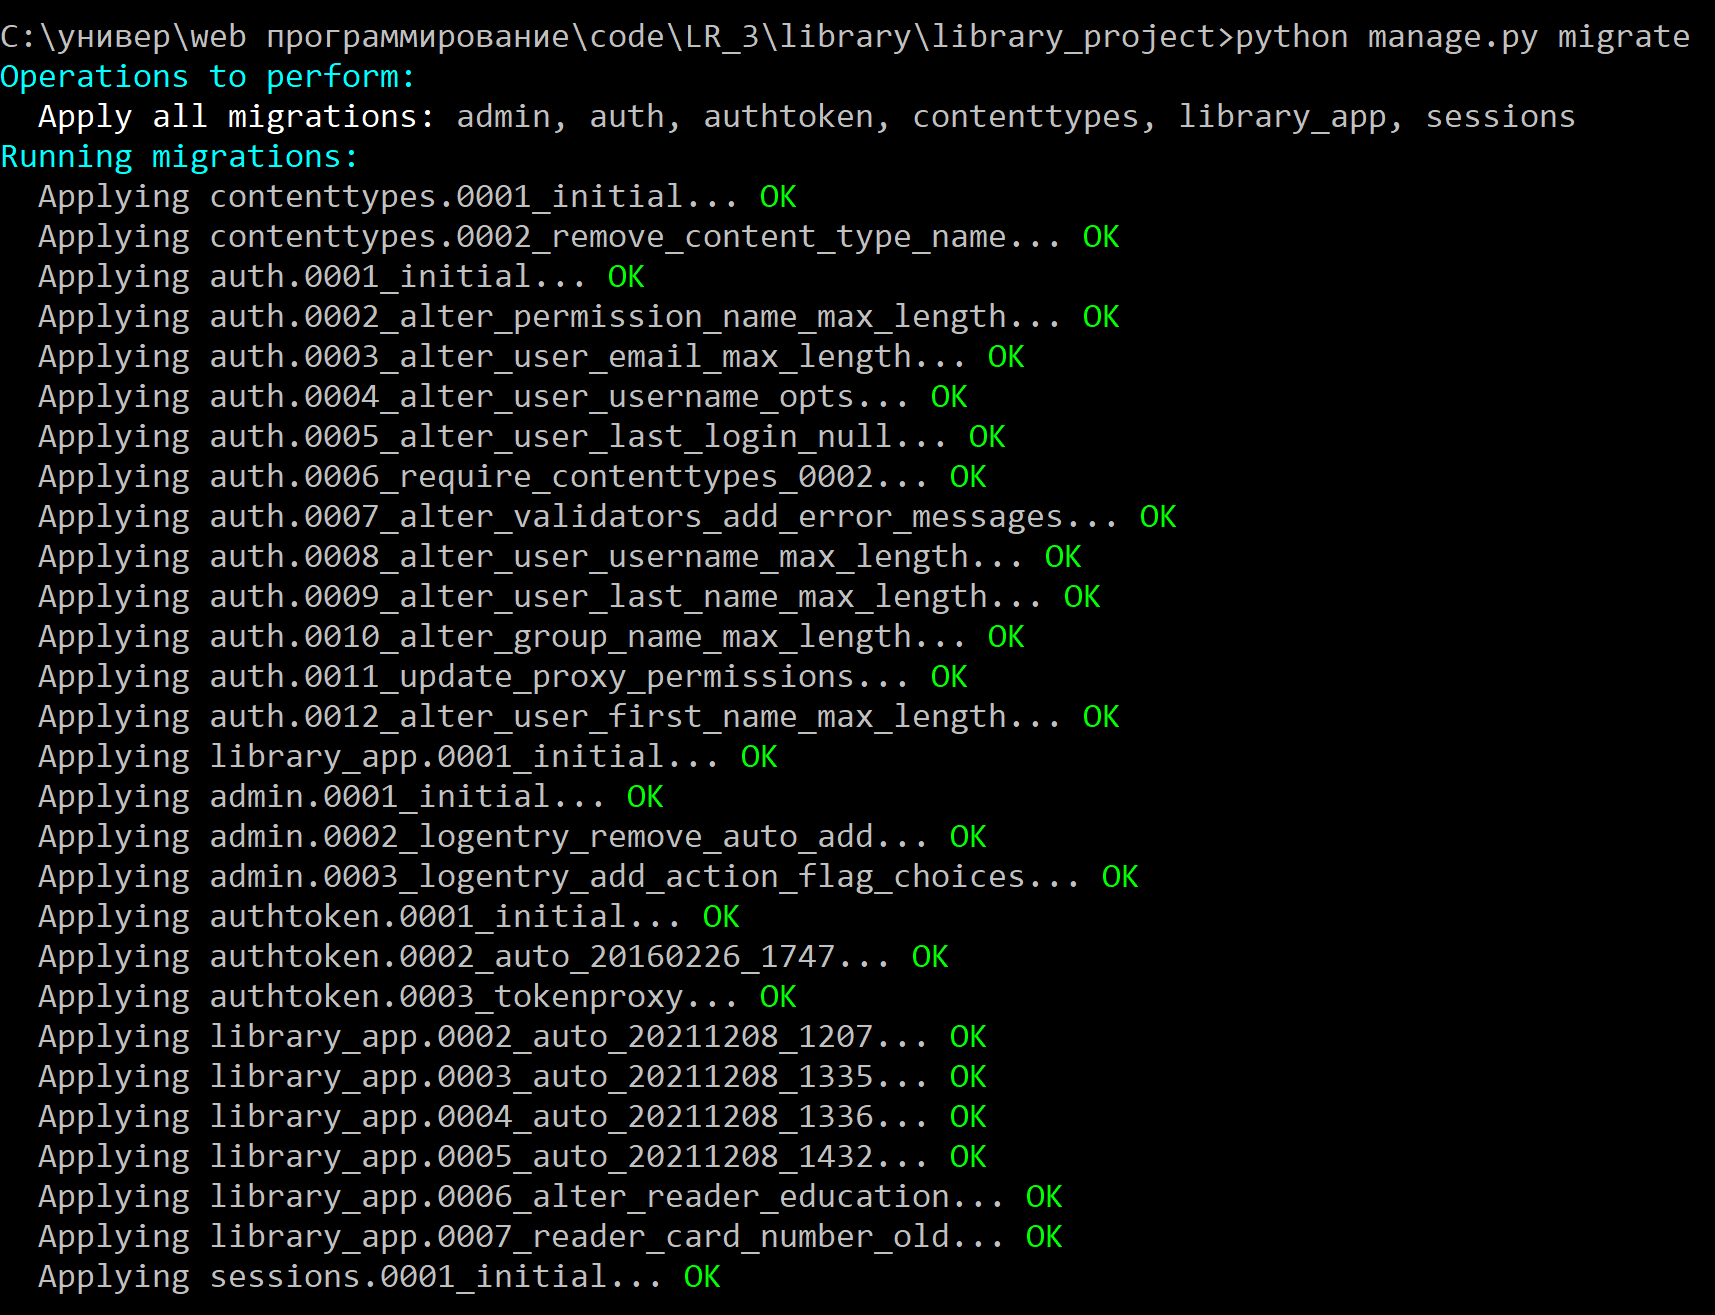 C:\универ\web программирование\code\LR_3\library\library_project>python manage.py migrate
Operations to perform:
  Apply all migrations: admin, auth, authtoken, contenttypes, library_app, sessions
Running migrations:
  Applying contenttypes.0001_initial... OK
  Applying contenttypes.0002_remove_content_type_name... OK
  Applying auth.0001_initial... OK
  Applying auth.0002_alter_permission_name_max_length... OK
  Applying auth.0003_alter_user_email_max_length... OK
  Applying auth.0004_alter_user_username_opts... OK
  Applying auth.0005_alter_user_last_login_null... OK
  Applying auth.0006_require_contenttypes_0002... OK
  Applying auth.0007_alter_validators_add_error_messages... OK
  Applying auth.0008_alter_user_username_max_length... OK
  Applying auth.0009_alter_user_last_name_max_length... OK
  Applying auth.0010_alter_group_name_max_length... OK
  Applying auth.0011_update_proxy_permissions... OK
  Applying auth.0012_alter_user_first_name_max_length... OK
  Applying library_app.0001_initial... OK
  Applying admin.0001_initial... OK
  Applying admin.0002_logentry_remove_auto_add... OK
  Applying admin.0003_logentry_add_action_flag_choices... OK
  Applying authtoken.0001_initial... OK
  Applying authtoken.0002_auto_20160226_1747... OK
  Applying authtoken.0003_tokenproxy... OK
  Applying library_app.0002_auto_20211208_1207... OK
  Applying library_app.0003_auto_20211208_1335... OK
  Applying library_app.0004_auto_20211208_1336... OK
  Applying library_app.0005_auto_20211208_1432... OK
  Applying library_app.0006_alter_reader_education... OK
  Applying library_app.0007_reader_card_number_old... OK
  Applying sessions.0001_initial... OK